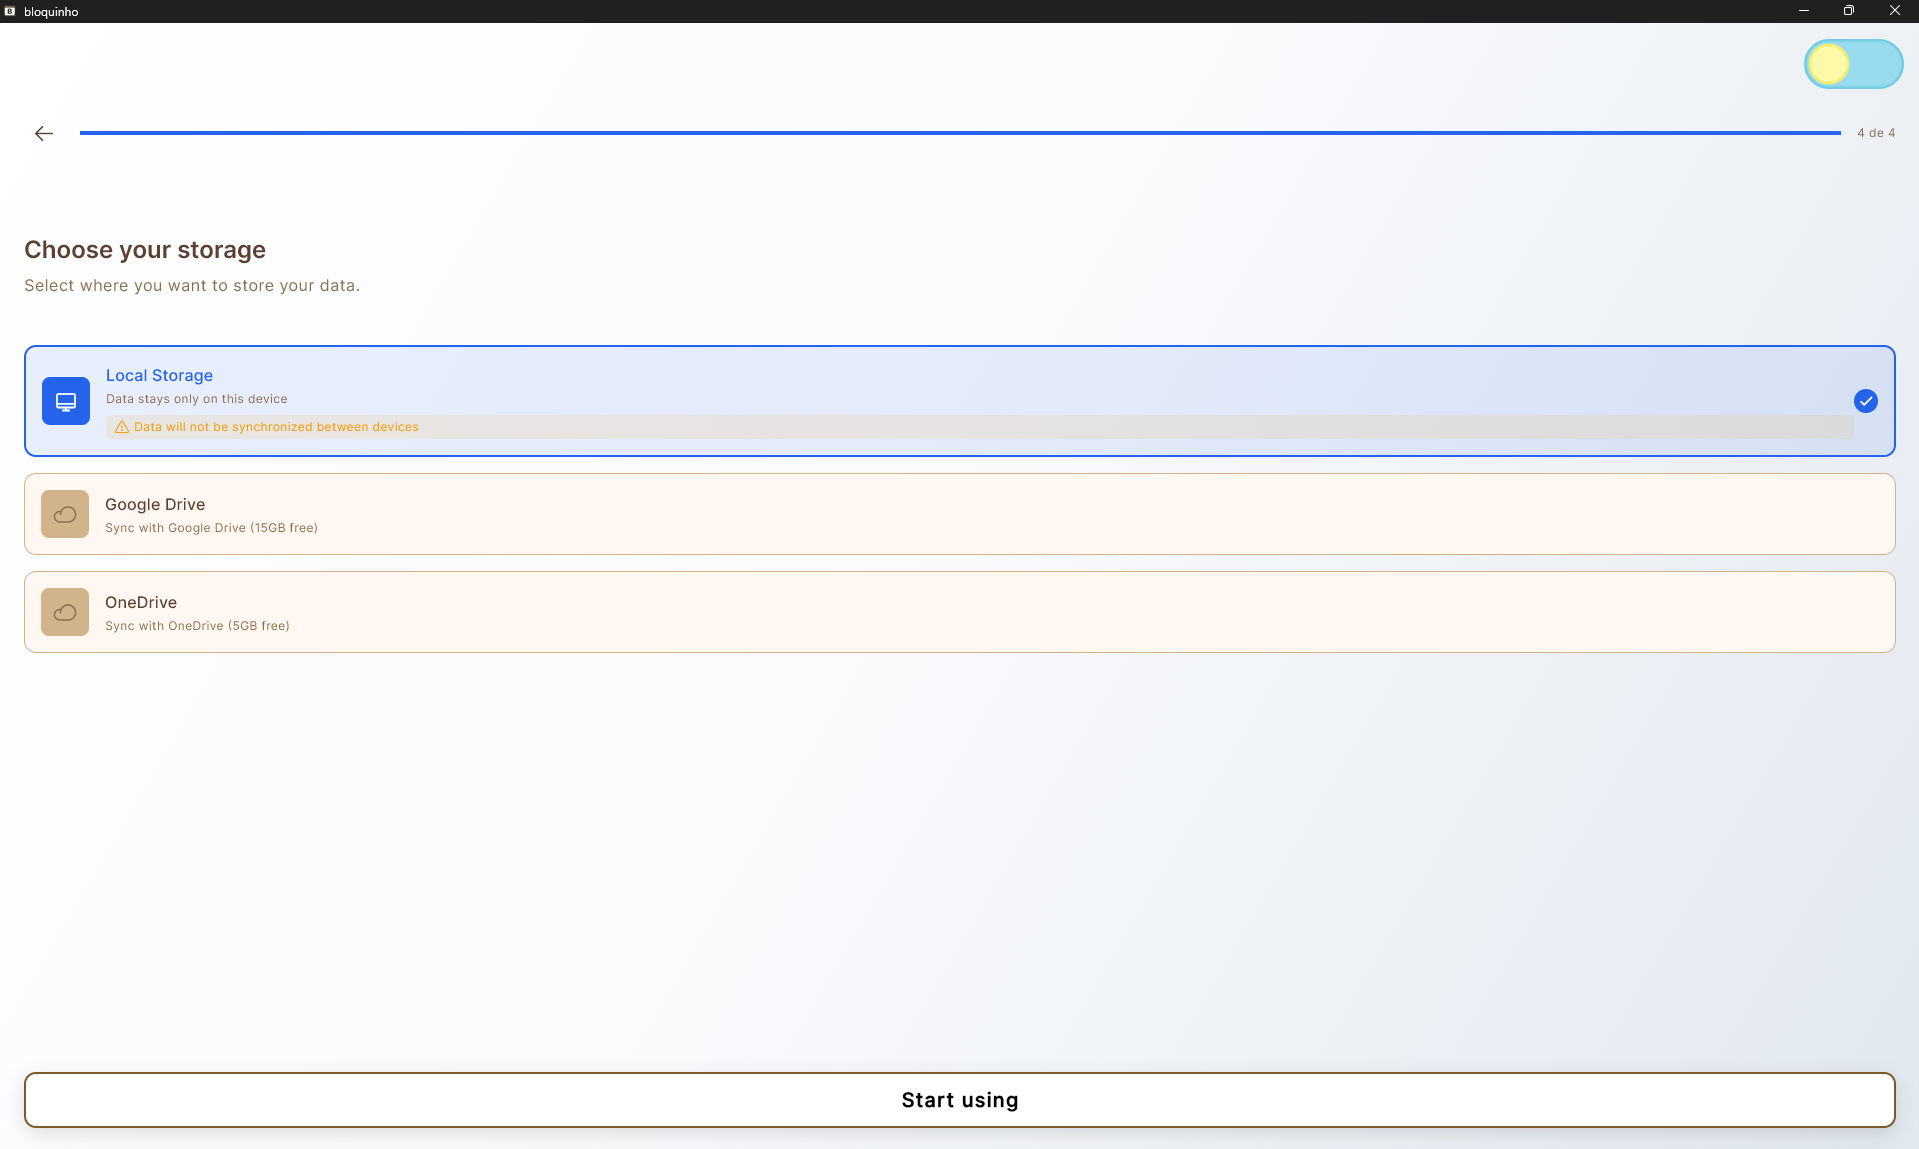 bloquinho
4 de 4
Choose your storage
Select where you want to store your data.
Local Storage
Data stays only on this device
Data will not be synchronized between devices
Google Drive
Sync with Google Drive (15GB free)
OneDrive
Sync with OneDrive (5GB free)
Start using